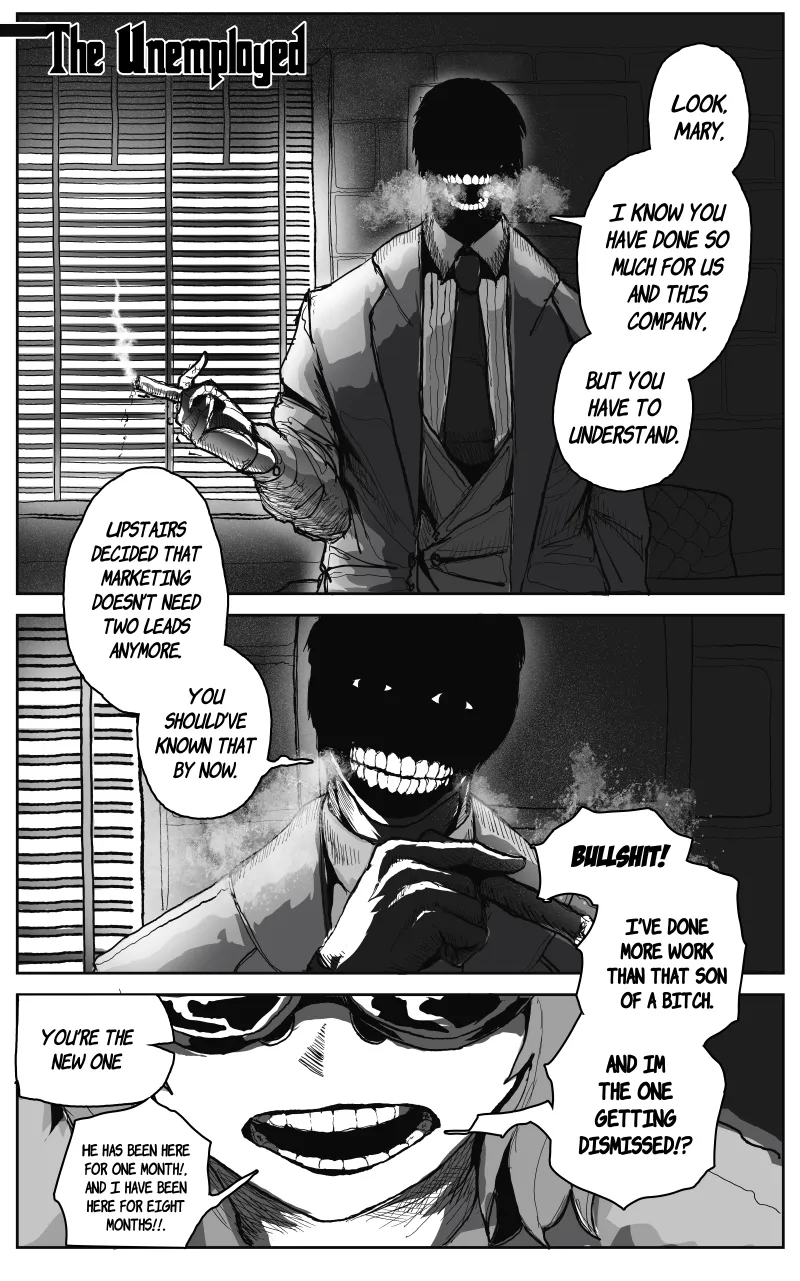 The Unemployed
LOOK,
MARY,
I KNOW YOU
HAVE DONE SO
MUCH FOR US
AND THIS
COMPANY,
BUT YOU
HAVE TO
UNDERSTAND.
UPSTAIRS
DECIDED THAT
MARKETING
DOESN'T NEED
TWO LEADS
ANYMORE.
YOU
SHOULD'VE
KNOWN THAT
BY NOW.
BULLSHIT!
I'VE DONE
MORE WORK
THAN THAT SON
OF A BITCH.
AND IM
THE ONE
GETTING
DISMISSED!?
YOU'RE THE
NEW ONE
HE HAS BEEN HERE
FOR ONE MONTH!,
AND I HAVE BEEN
HERE FOR EIGHT
MONTHS!!.